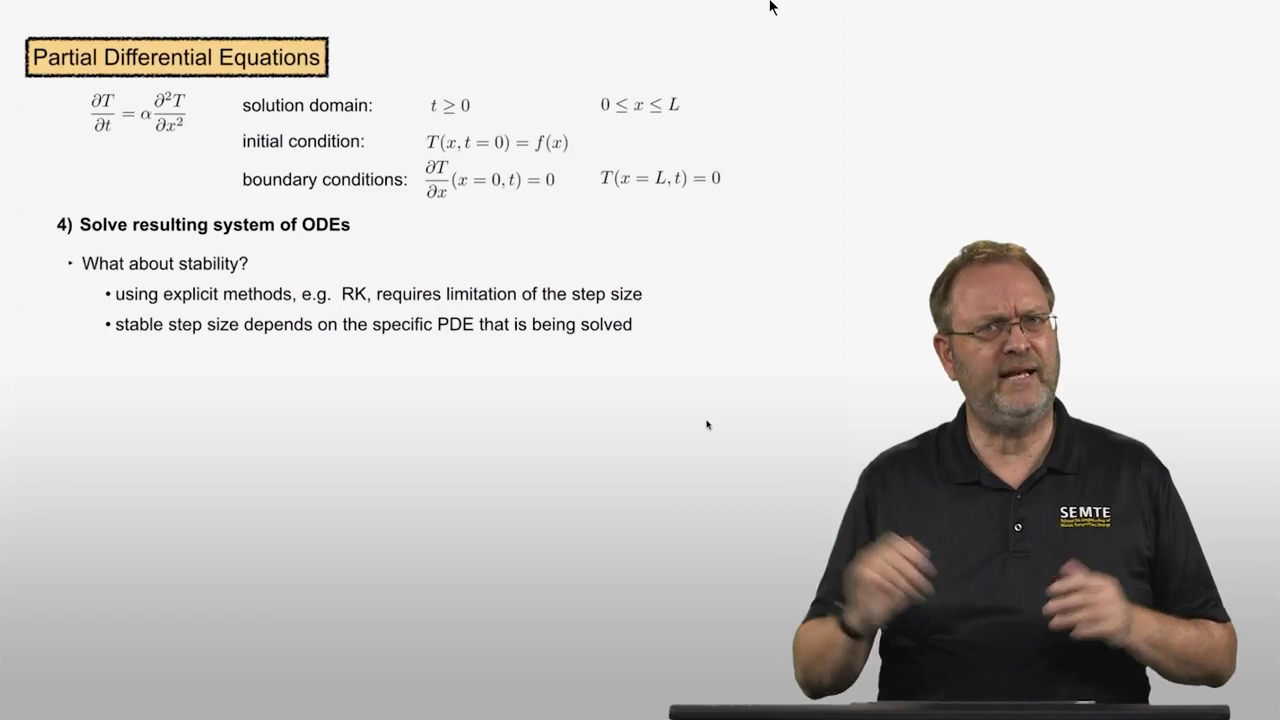 Partial Differential Equations
∂T/∂t = α ∂²T/∂x²
solution domain: t ≥ 0 0 ≤ x ≤ L
initial condition: T(x, t = 0) = f(x)
boundary conditions: ∂T/∂x (x = 0, t) = 0 T(x = L, t) = 0
4) Solve resulting system of ODEs
‣ What about stability?
• using explicit methods, e.g. RK, requires limitation of the step size
• stable step size depends on the specific PDE that is being solved
SEMTE